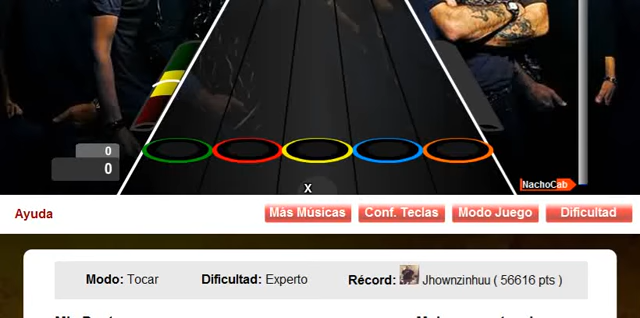 0
0
X
NachoCab
Ayuda
Más Músicas
Conf. Teclas
Modo Juego
Dificultad
Modo: Tocar
Dificultad: Experto
Récord: Jhownzinhuu ( 56616 pts )